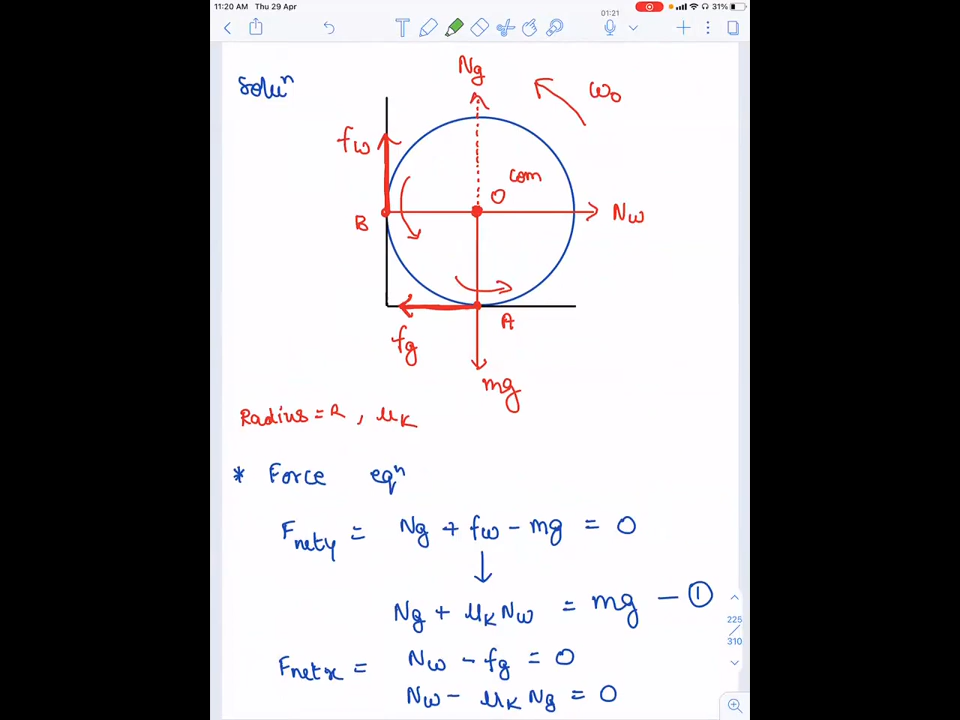 11:20 AM Thu 29 Apr
01:21
31%
T
Soluⁿ
Ng
ω₀
fω
com
O
Nω
B
A
fg
mg
Radius = R , μK
* Force eqⁿ
Fnety = Ng + fω - mg = 0
Ng + μK Nω = mg - ①
Fnetx = Nω - fg = 0
Nω - μK Ng = 0
225
/
310